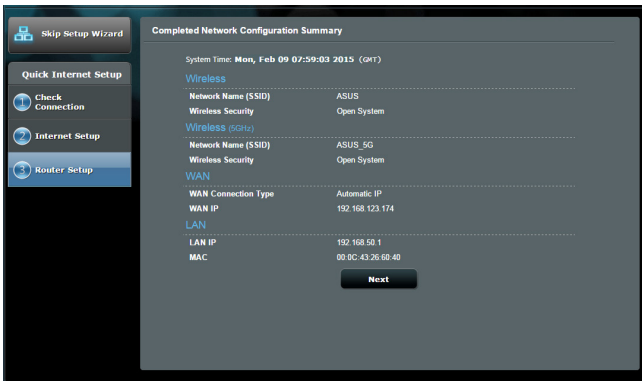 Skip Setup Wizard
Quick Internet Setup
1 Check
Connection
2 Internet Setup
3 Router Setup
Completed Network Configuration Summary
System Time: Mon, Feb 09 07:59:03 2015 (GMT)
Wireless
Network Name (SSID) ASUS
Wireless Security Open System
Wireless (5GHz)
Network Name (SSID) ASUS_5G
Wireless Security Open System
WAN
WAN Connection Type Automatic IP
WAN IP 192.168.123.174
LAN
LAN IP 192.168.50.1
MAC 00:0C:43:26:60:40
Next